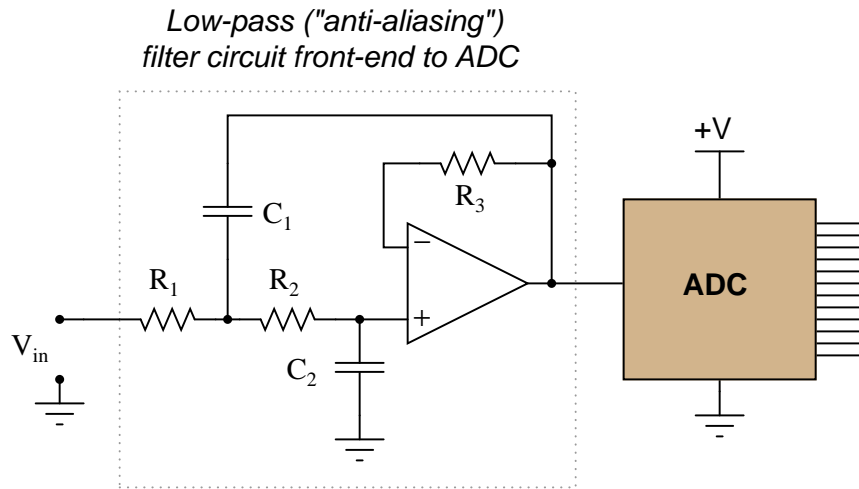 Low-pass ("anti-aliasing")
filter circuit front-end to ADC
+V
R3
C1
−
ADC
R1
R2
+
Vin
C2